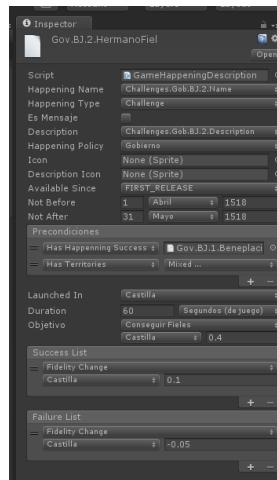 Inspector
Gov.BJ.2.HermanoFiel
Open
Script GameHappeningDescription
Happening Name Challenges.Gob.BJ.2.Name
Happening Type Challenge
Es Mensaje
Description Challenges.Gob.BJ.2.Description
Happening Policy Gobierno
Icon None (Sprite)
Description Icon None (Sprite)
Available Since FIRST_RELEASE
Not Before 1 Abril 1518
Not After 31 Mayo 1518
Precondiciones
Has Happenning Success Gov.BJ.1.Beneplaci
Has Territories Mixed ...
+ −
Launched In Castilla
Duration 60 Segundos (de juego)
Objetivo Conseguir Fieles
Castilla 0.4
Success List
Fidelity Change
Castilla 0.1
+ −
Failure List
Fidelity Change
Castilla -0.05
+ −